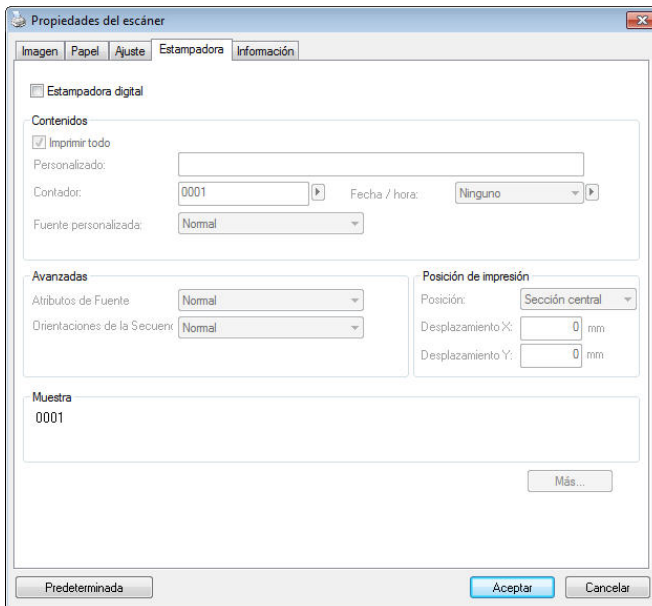 Propiedades del escáner
Imagen Papel Ajuste Estampadora Información
Estampadora digital
Contenidos
Imprimir todo
Personalizado:
Contador: 0001 Fecha / hora: Ninguno
Fuente personalizada: Normal
Avanzadas
Atributos de Fuente Normal
Orientaciones de la Secuenc Normal
Posición de impresión
Posición: Sección central
Desplazamiento X: 0 mm
Desplazamiento Y: 0 mm
Muestra
0001
Más...
Predeterminada Aceptar Cancelar